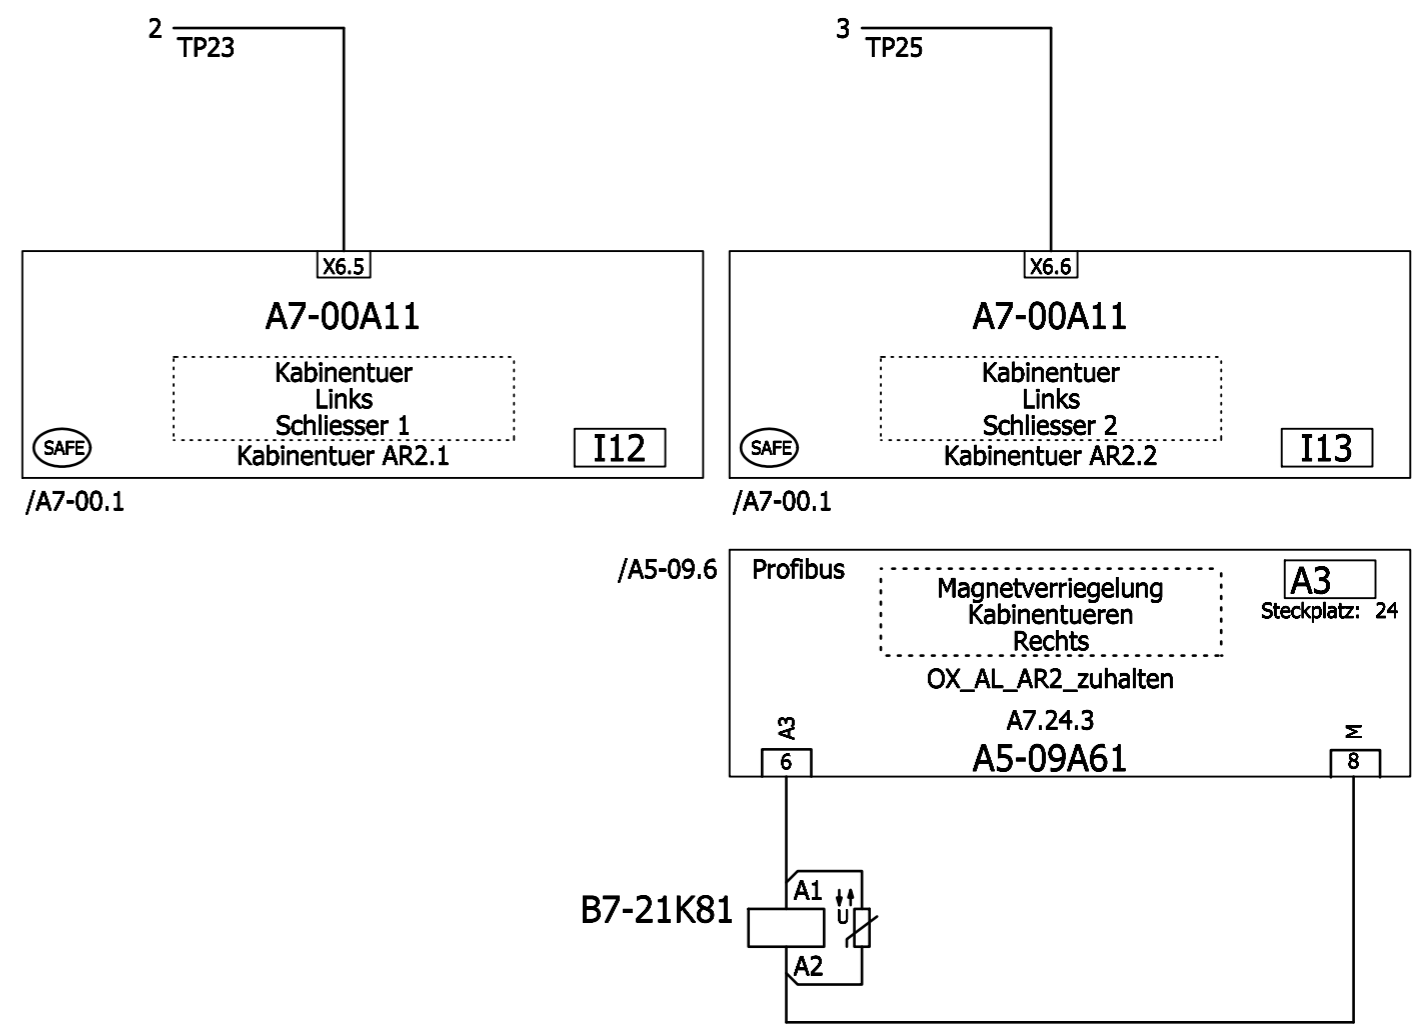 2
TP23
3
TP25
X6.5
A7-00A11
Kabinentuer
Links
Schliesser 1
Kabinentuer AR2.1
SAFE
I12
/A7-00.1
X6.6
A7-00A11
Kabinentuer
Links
Schliesser 2
Kabinentuer AR2.2
SAFE
I13
/A7-00.1
/A5-09.6
Profibus
Magnetverriegelung
Kabinentueren
Rechts
A3
Steckplatz: 24
OX_AL_AR2_zuhalten
A7.24.3
A5-09A61
A3
6
M
8
B7-21K81
A1
U
A2